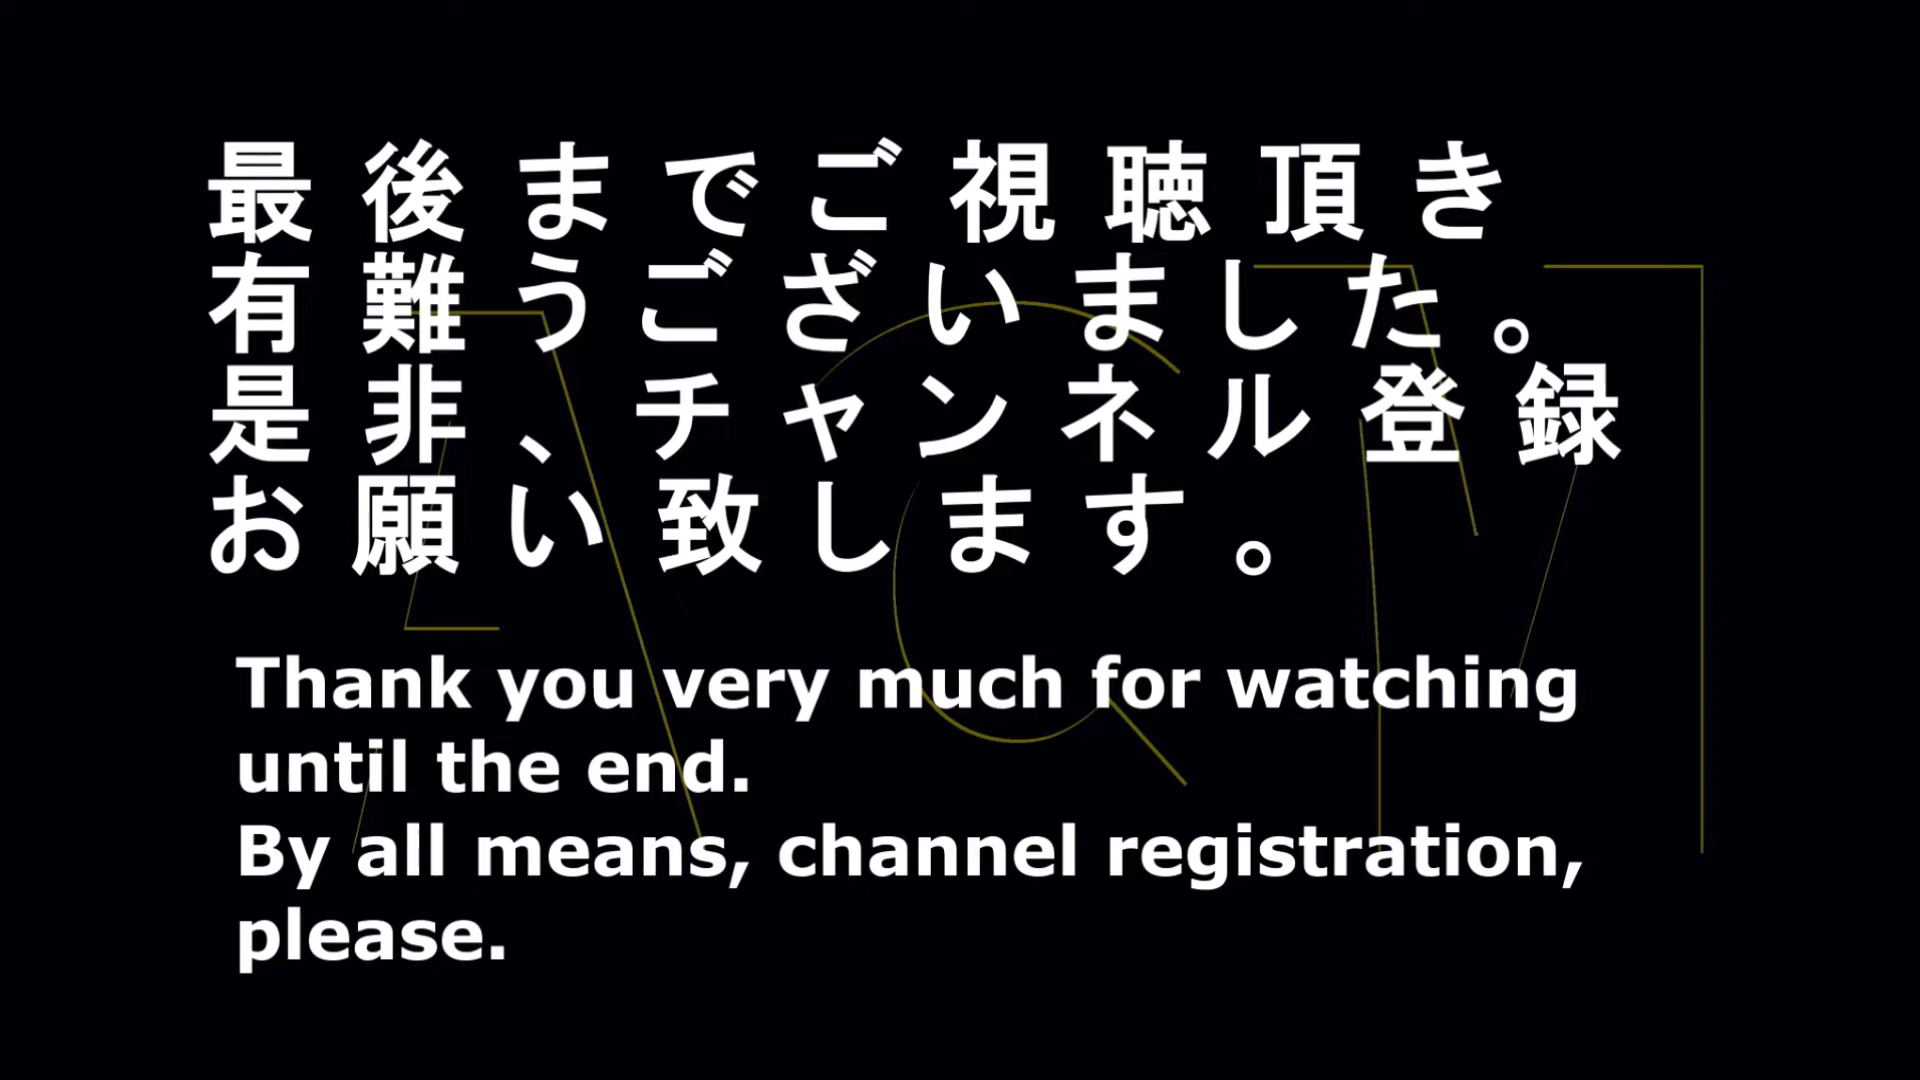 最後までご視聴頂き
有難うございました。
是非、チャンネル登録
お願い致します。
Thank you very much for watching
until the end.
By all means, channel registration,
please.